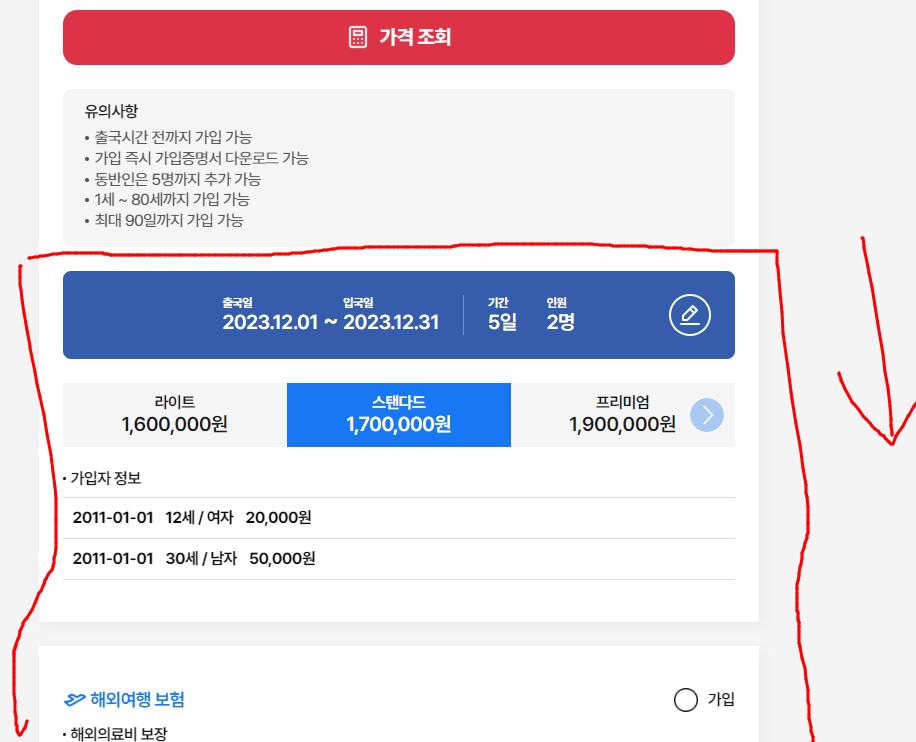 가격 조회
유의사항
• 출국시간 전까지 가입 가능
• 가입 즉시 가입증명서 다운로드 가능
• 동반인은 5명까지 추가 가능
• 1세 ~ 80세까지 가입 가능
• 최대 90일까지 가입 가능
출국일 입국일 기간 인원
2023.12.01 ~ 2023.12.31 5일 2명
라이트 스탠다드 프리미엄
1,600,000원 1,700,000원 1,900,000원
• 가입자 정보
2011-01-01 12세 / 여자 20,000원
2011-01-01 30세 / 남자 50,000원
해외여행 보험 가입
• 해외의료비 보장